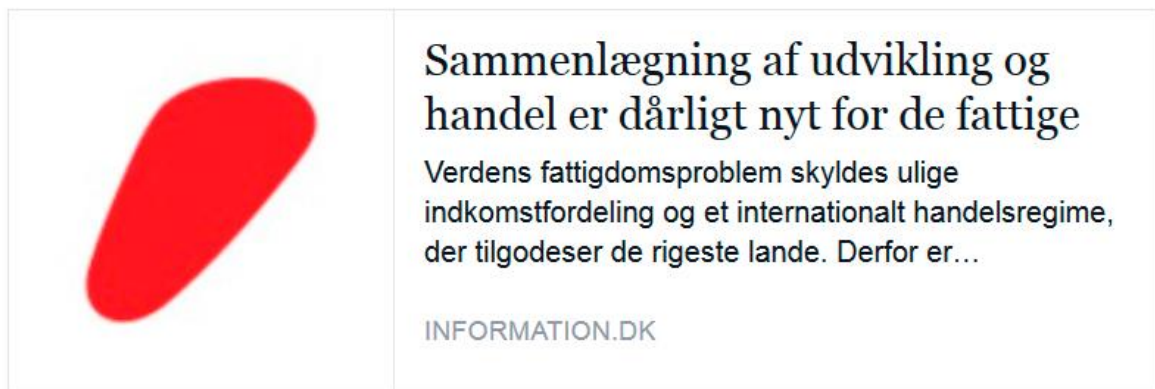 Sammenlægning af udvikling og
handel er dårligt nyt for de fattige
Verdens fattigdomsproblem skyldes ulige
indkomstfordeling og et internationalt handelsregime,
der tilgodeser de rigeste lande. Derfor er...
INFORMATION.DK